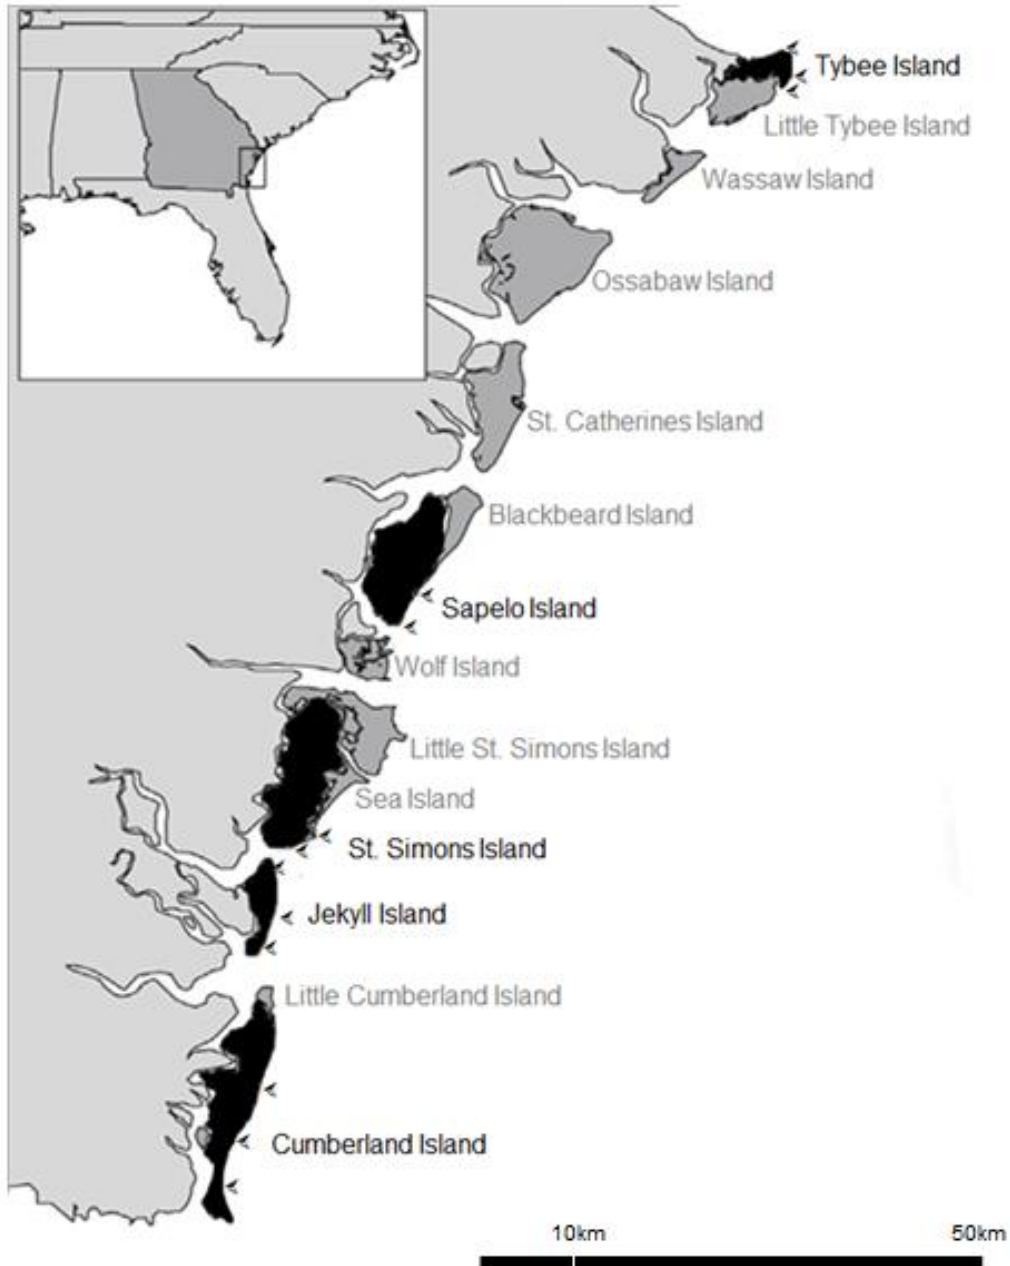 Tybee Island
Little Tybee Island
Wassaw Island
Ossabaw Island
St. Catherines Island
Blackbeard Island
Sapelo Island
Wolf Island
Little St. Simons Island
Sea Island
St. Simons Island
Jekyll Island
Little Cumberland Island
Cumberland Island
10km 50km